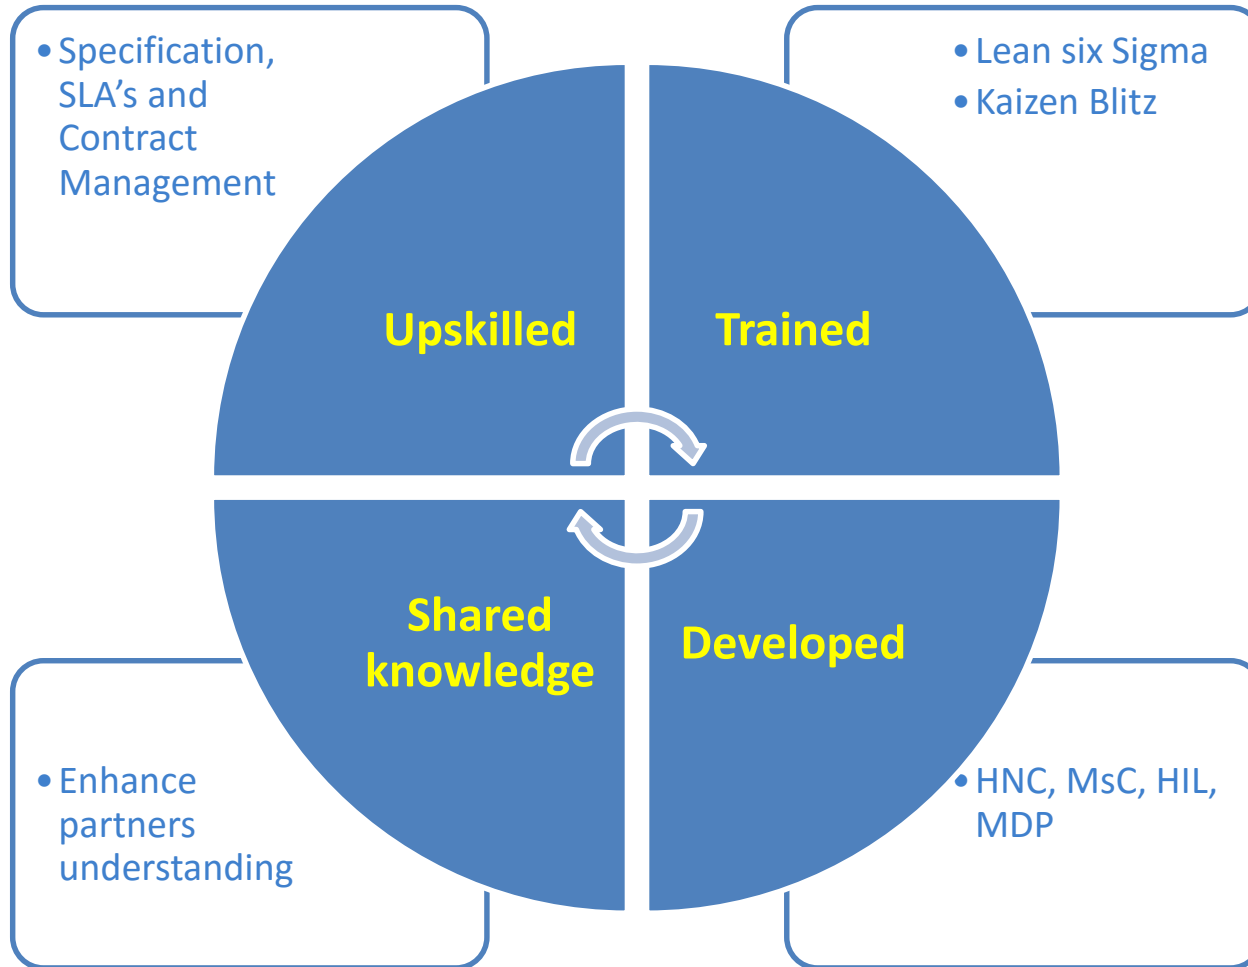 • Specification,
SLA’s and
Contract
Management
• Lean six Sigma
• Kaizen Blitz
Upskilled
Trained
Shared
knowledge
Developed
• Enhance
partners
understanding
• HNC, MsC, HIL,
MDP